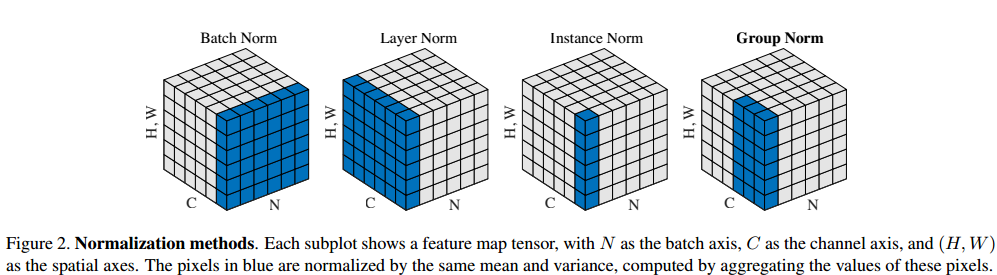 Batch Norm
Layer Norm
Instance Norm
Group Norm
H, W
H, W
H, W
H, W
C
N
C
N
C
N
C
N
Figure 2. Normalization methods. Each subplot shows a feature map tensor, with N as the batch axis, C as the channel axis, and (H, W)
as the spatial axes. The pixels in blue are normalized by the same mean and variance, computed by aggregating the values of these pixels.